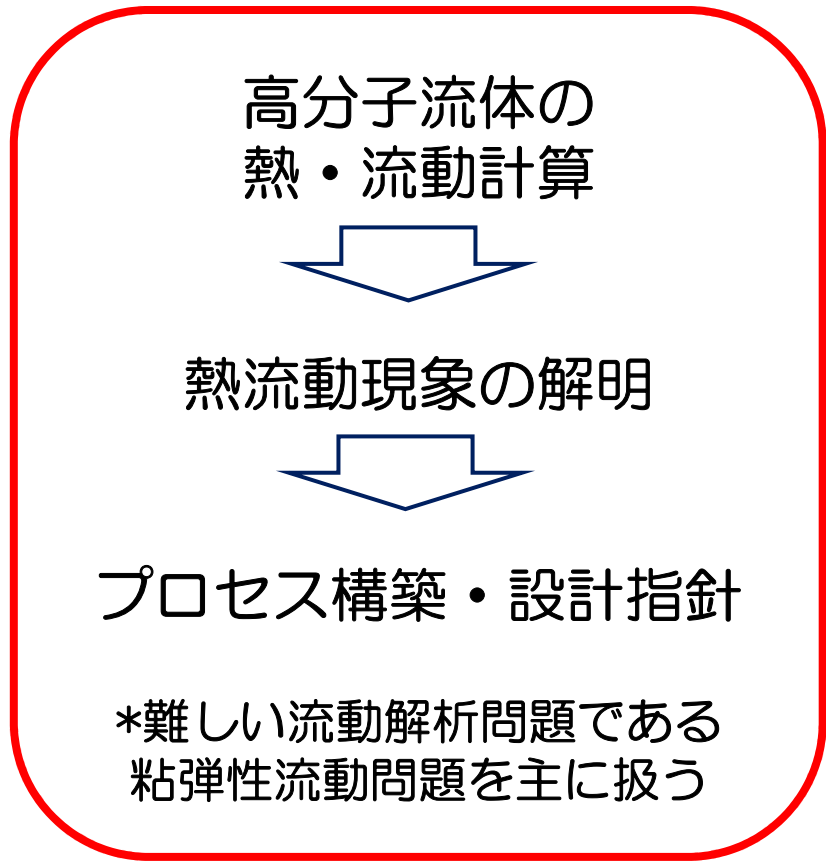 高分子流体の
熱・流動計算
熱流動現象の解明
プロセス構築・設計指針
*難しい流動解析問題である
粘弾性流動問題を主に扱う